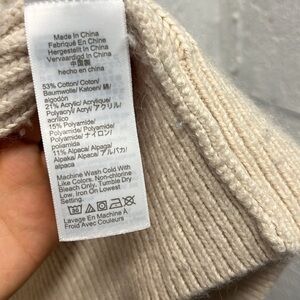 Made In China
Fabriqué En Chine
Hergestellt In China
Vervaardigd In China
中国製
hecho en china
53% Cotton/ Coton/
Baumwolle/ Katoen/ 綿/
algodón
21% Acrylic/ Acrylique/
Polyacryl/ Acryl/ アクリル/
acrílico
15% Polyamide/
Polyamide/ Polyamide/
Polyamide/ ナイロン/
poliamida
11% Alpaca/ Alpaga/
Alpaka/ Alpaca/ アルパカ/
Alpaca
Machine Wash Cold With
Like Colors. Non-chlorine
Bleach Only. Tumble Dry
Low. Iron On Lowest
Setting.
Lavage En Machine À
Froid Avec Couleurs